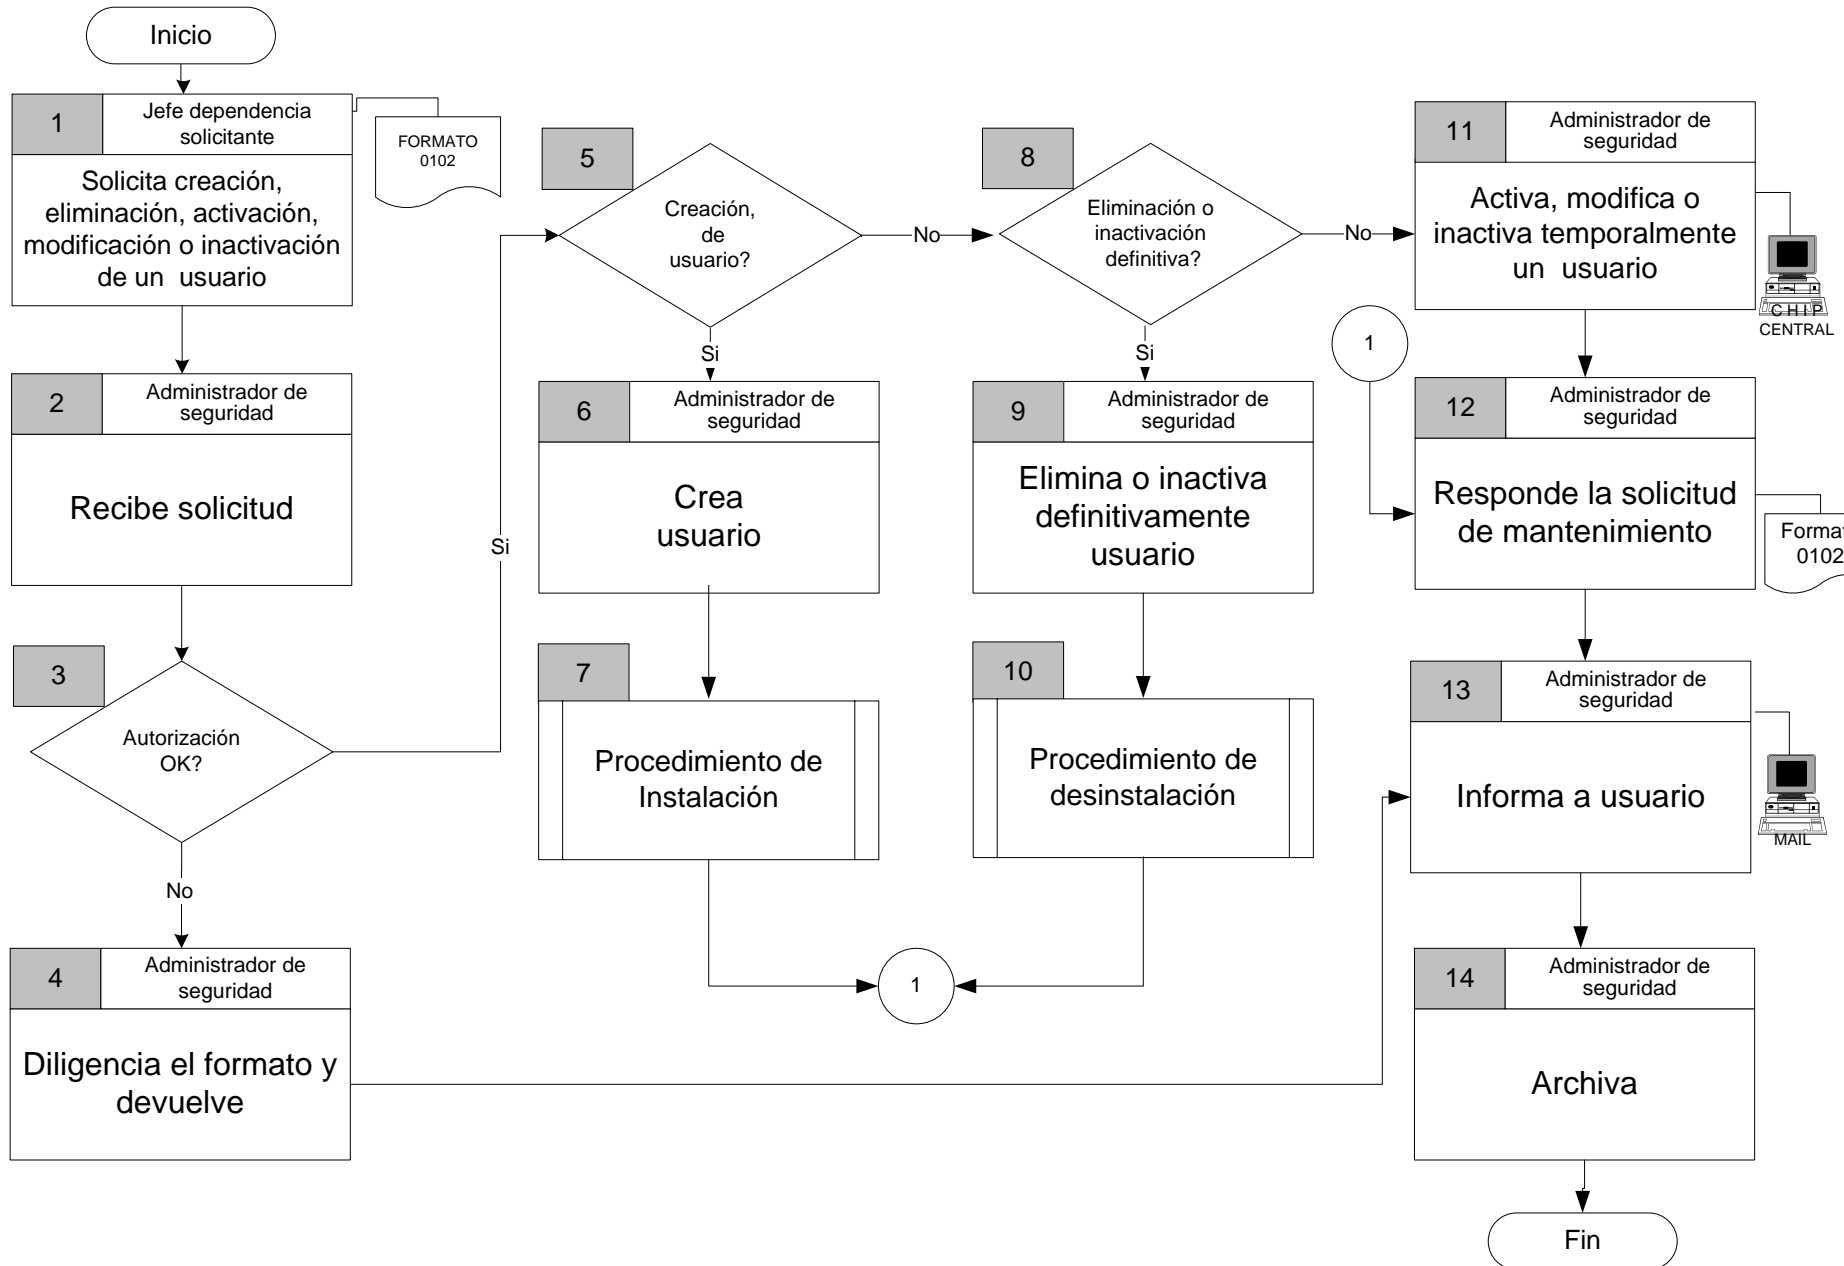 Inicio
1
Jefe dependencia
solicitante
Solicita creación,
eliminación, activación,
modificación o inactivación
de un usuario
FORMATO
0102
2
Administrador de
seguridad
Recibe solicitud
3
Autorización
OK?
Si
No
4
Administrador de
seguridad
Diligencia el formato y
devuelve
5
Creación,
de
usuario?
No
Si
6
Administrador de
seguridad
Crea
usuario
7
Procedimiento de
Instalación
1
8
Eliminación o
inactivación
definitiva?
No
Si
9
Administrador de
seguridad
Elimina o inactiva
definitivamente
usuario
10
Procedimiento de
desinstalación
11
Administrador de
seguridad
Activa, modifica o
inactiva temporalmente
un usuario
CHIP
CENTRAL
1
12
Administrador de
seguridad
Responde la solicitud
de mantenimiento
Format
0102
13
Administrador de
seguridad
Informa a usuario
MAIL
14
Administrador de
seguridad
Archiva
Fin